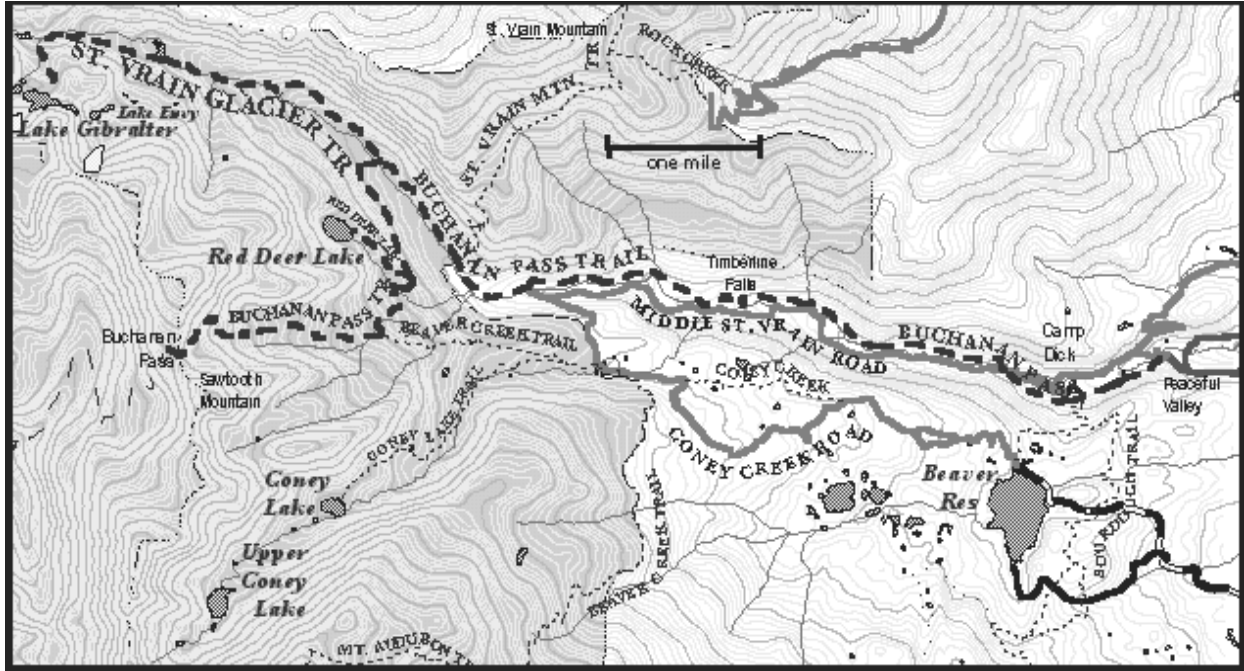 St. Vrain Mountain
ROCK CREEK
ST. VRAIN GLACIER TR
Lake Envy
Lake Gibralter
ST. VRAIN MTN TR
one mile
BUCHANAN PASS TRAIL
RED DEER TR
Red Deer Lake
Timberline
Falls
BUCHANAN PASS TR
Buchanan
Pass
BEAVER CREEK TRAIL
MIDDLE ST. VRAIN ROAD
BUCHANAN PASS
Camp
Dick
Peaceful
Valley
Sawtooth
Mountain
CONEY CREEK
CONEY LAKE TRAIL
CONEY CREEK ROAD
Coney
Lake
Beaver
Res
SOURDOUGH TRAIL
Upper
Coney
Lake
BEAVER CREEK TRAIL
MT. AUDUBON